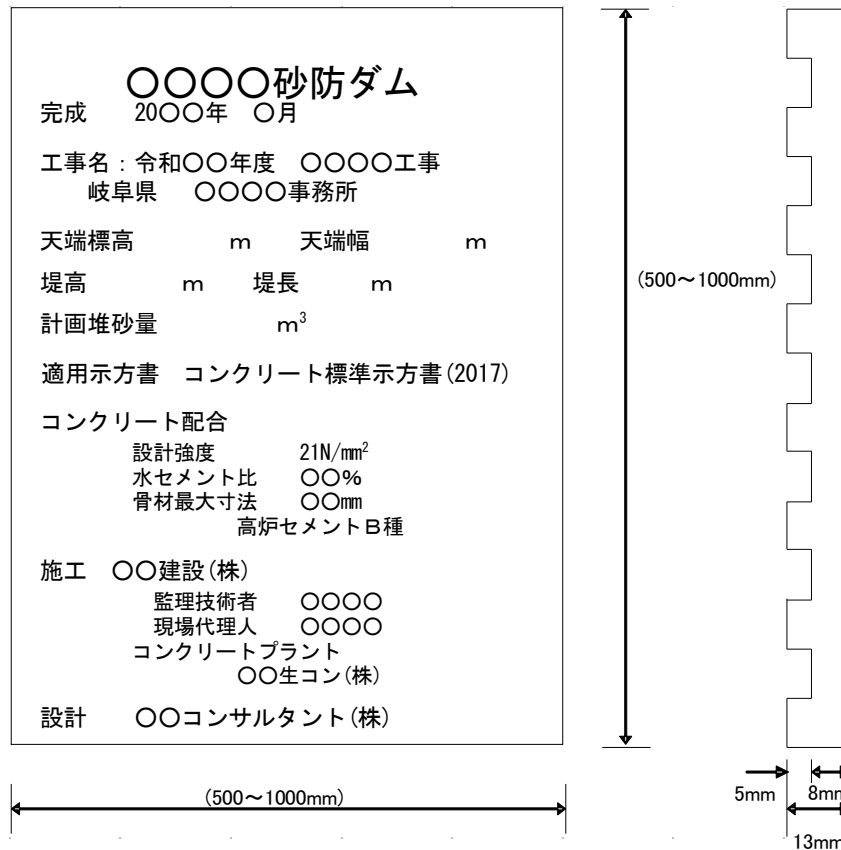 〇〇〇〇砂防ダム
完成　20〇〇年　〇月
工事名：令和〇〇年度　〇〇〇〇工事
岐阜県　〇〇〇〇事務所
天端標高　　m　天端幅　　m
堤高　　m　堤長　　m
計画堆砂量　　m³
適用示方書　コンクリート標準示方書(2017)
コンクリート配合
設計強度　21N/mm²
水セメント比　〇〇%
骨材最大寸法　〇〇mm
高炉セメントB種
施工　〇〇建設(株)
監理技術者　〇〇〇〇
現場代理人　〇〇〇〇
コンクリートプラント
〇〇生コン(株)
設計　〇〇コンサルタント(株)
(500～1000mm)
(500～1000mm)
5mm　8mm
13mm